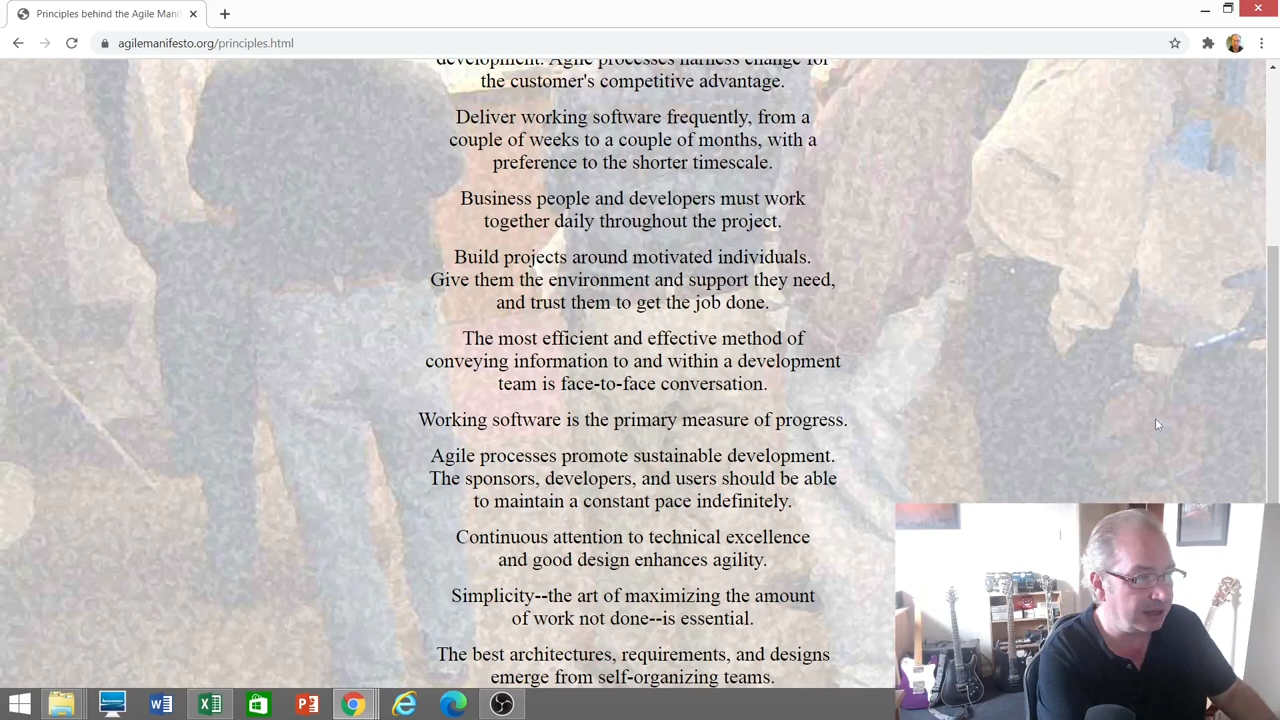 Principles behind the Agile Mani
agilemanifesto.org/principles.html
development. Agile processes harness change for
the customer's competitive advantage.
Deliver working software frequently, from a
couple of weeks to a couple of months, with a
preference to the shorter timescale.
Business people and developers must work
together daily throughout the project.
Build projects around motivated individuals.
Give them the environment and support they need,
and trust them to get the job done.
The most efficient and effective method of
conveying information to and within a development
team is face-to-face conversation.
Working software is the primary measure of progress.
Agile processes promote sustainable development.
The sponsors, developers, and users should be able
to maintain a constant pace indefinitely.
Continuous attention to technical excellence
and good design enhances agility.
Simplicity--the art of maximizing the amount
of work not done--is essential.
The best architectures, requirements, and designs
emerge from self-organizing teams.